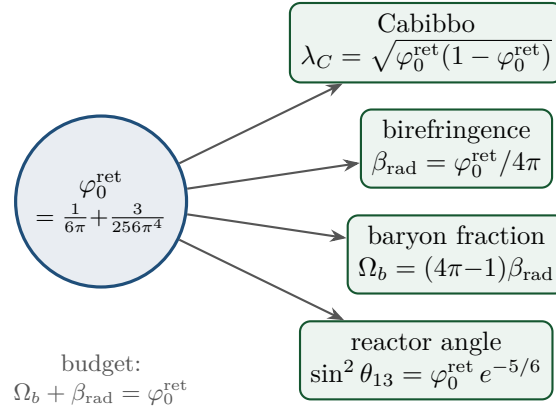 Cabibbo
λ_C = √(φ₀^ret(1 − φ₀^ret))
birefringence
β_rad = φ₀^ret/4π
φ₀^ret
= 1/(6π) + 3/(256π⁴)
baryon fraction
Ω_b = (4π−1)β_rad
reactor angle
sin² θ₁₃ = φ₀^ret e^(−5/6)
budget:
Ω_b + β_rad = φ₀^ret